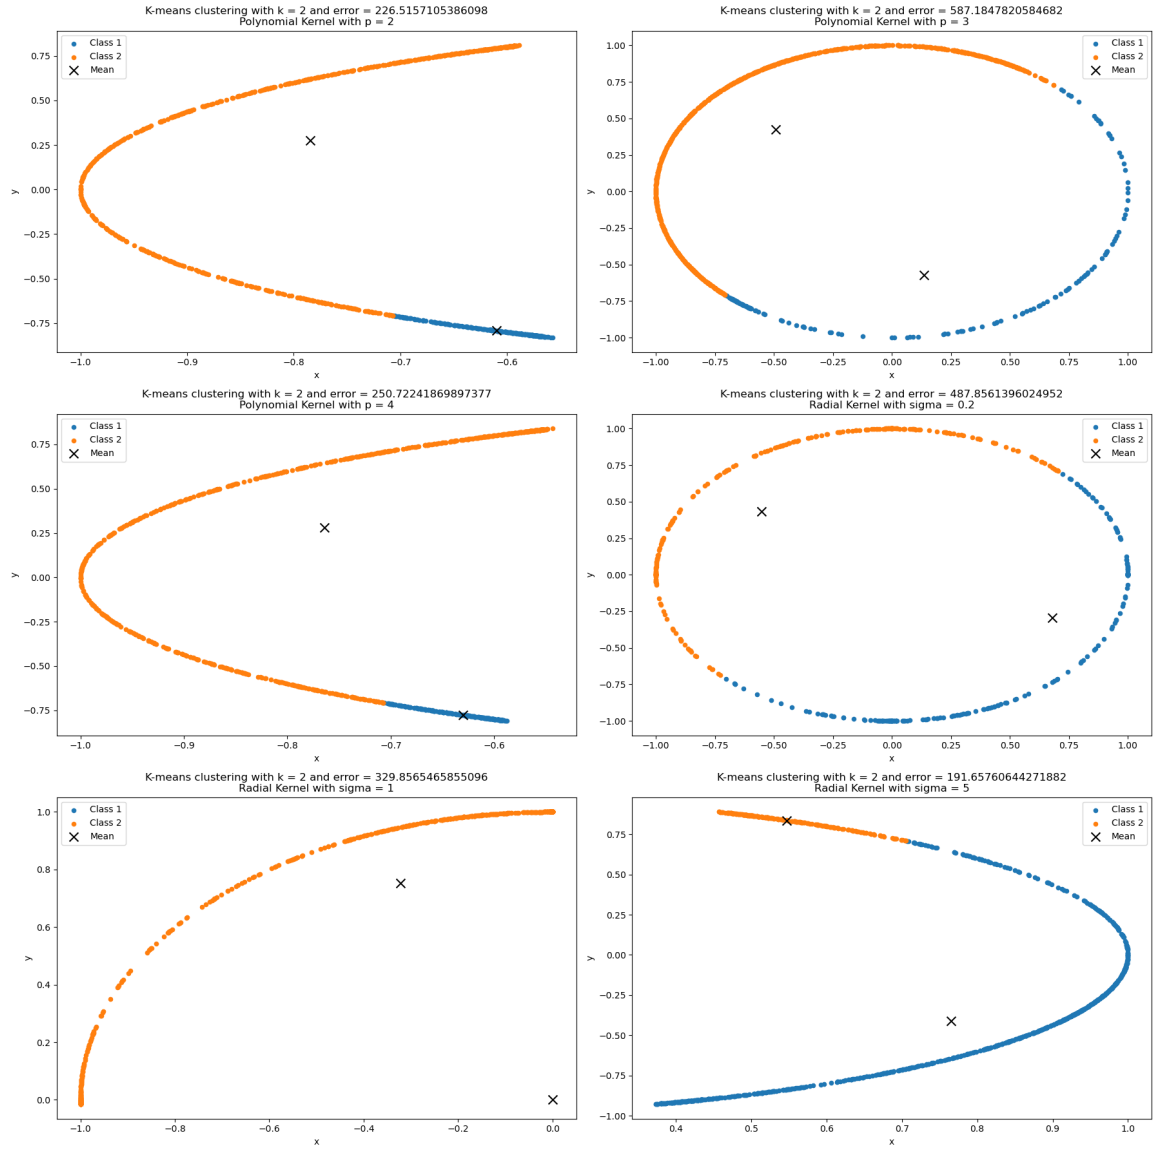 K-means clustering with k = 2 and error = 226.5157105386098
Polynomial Kernel with p = 2
Class 1
Class 2
Mean
0.75
0.50
0.25
0.00
−0.25
−0.50
−0.75
y
−1.0
−0.9
−0.8
−0.7
−0.6
x
K-means clustering with k = 2 and error = 587.1847820584682
Polynomial Kernel with p = 3
Class 1
Class 2
Mean
1.00
0.75
0.50
0.25
0.00
−0.25
−0.50
−0.75
−1.00
y
−1.00
−0.75
−0.50
−0.25
0.00
0.25
0.50
0.75
1.00
x
K-means clustering with k = 2 and error = 250.72241869897377
Polynomial Kernel with p = 4
Class 1
Class 2
Mean
0.75
0.50
0.25
0.00
−0.25
−0.50
−0.75
y
−1.0
−0.9
−0.8
−0.7
−0.6
x
K-means clustering with k = 2 and error = 487.8561396024952
Radial Kernel with sigma = 0.2
Class 1
Class 2
Mean
1.00
0.75
0.50
0.25
0.00
−0.25
−0.50
−0.75
−1.00
y
−1.00
−0.75
−0.50
−0.25
0.00
0.25
0.50
0.75
1.00
x
K-means clustering with k = 2 and error = 329.8565465855096
Radial Kernel with sigma = 1
Class 1
Class 2
Mean
1.0
0.8
0.6
0.4
0.2
0.0
y
−1.0
−0.8
−0.6
−0.4
−0.2
0.0
x
K-means clustering with k = 2 and error = 191.65760644271882
Radial Kernel with sigma = 5
Class 1
Class 2
Mean
0.75
0.50
0.25
0.00
−0.25
−0.50
−0.75
−1.00
y
0.4
0.5
0.6
0.7
0.8
0.9
1.0
x